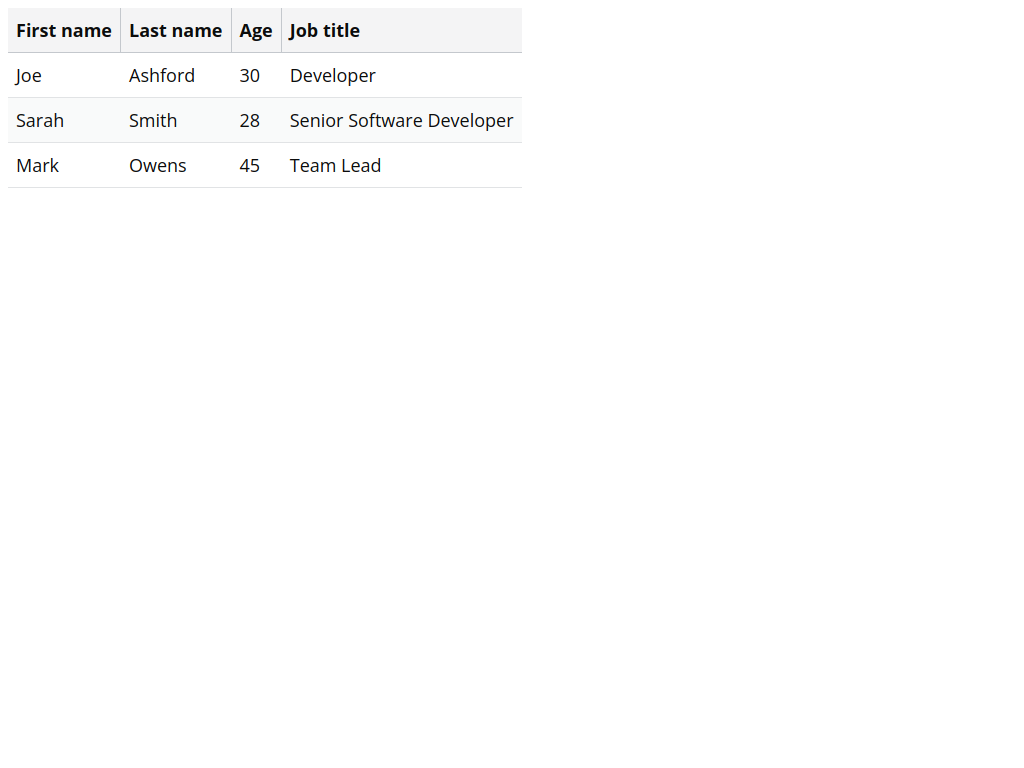 First name Last name Age Job title
Joe Ashford 30 Developer
Sarah Smith 28 Senior Software Developer
Mark Owens 45 Team Lead